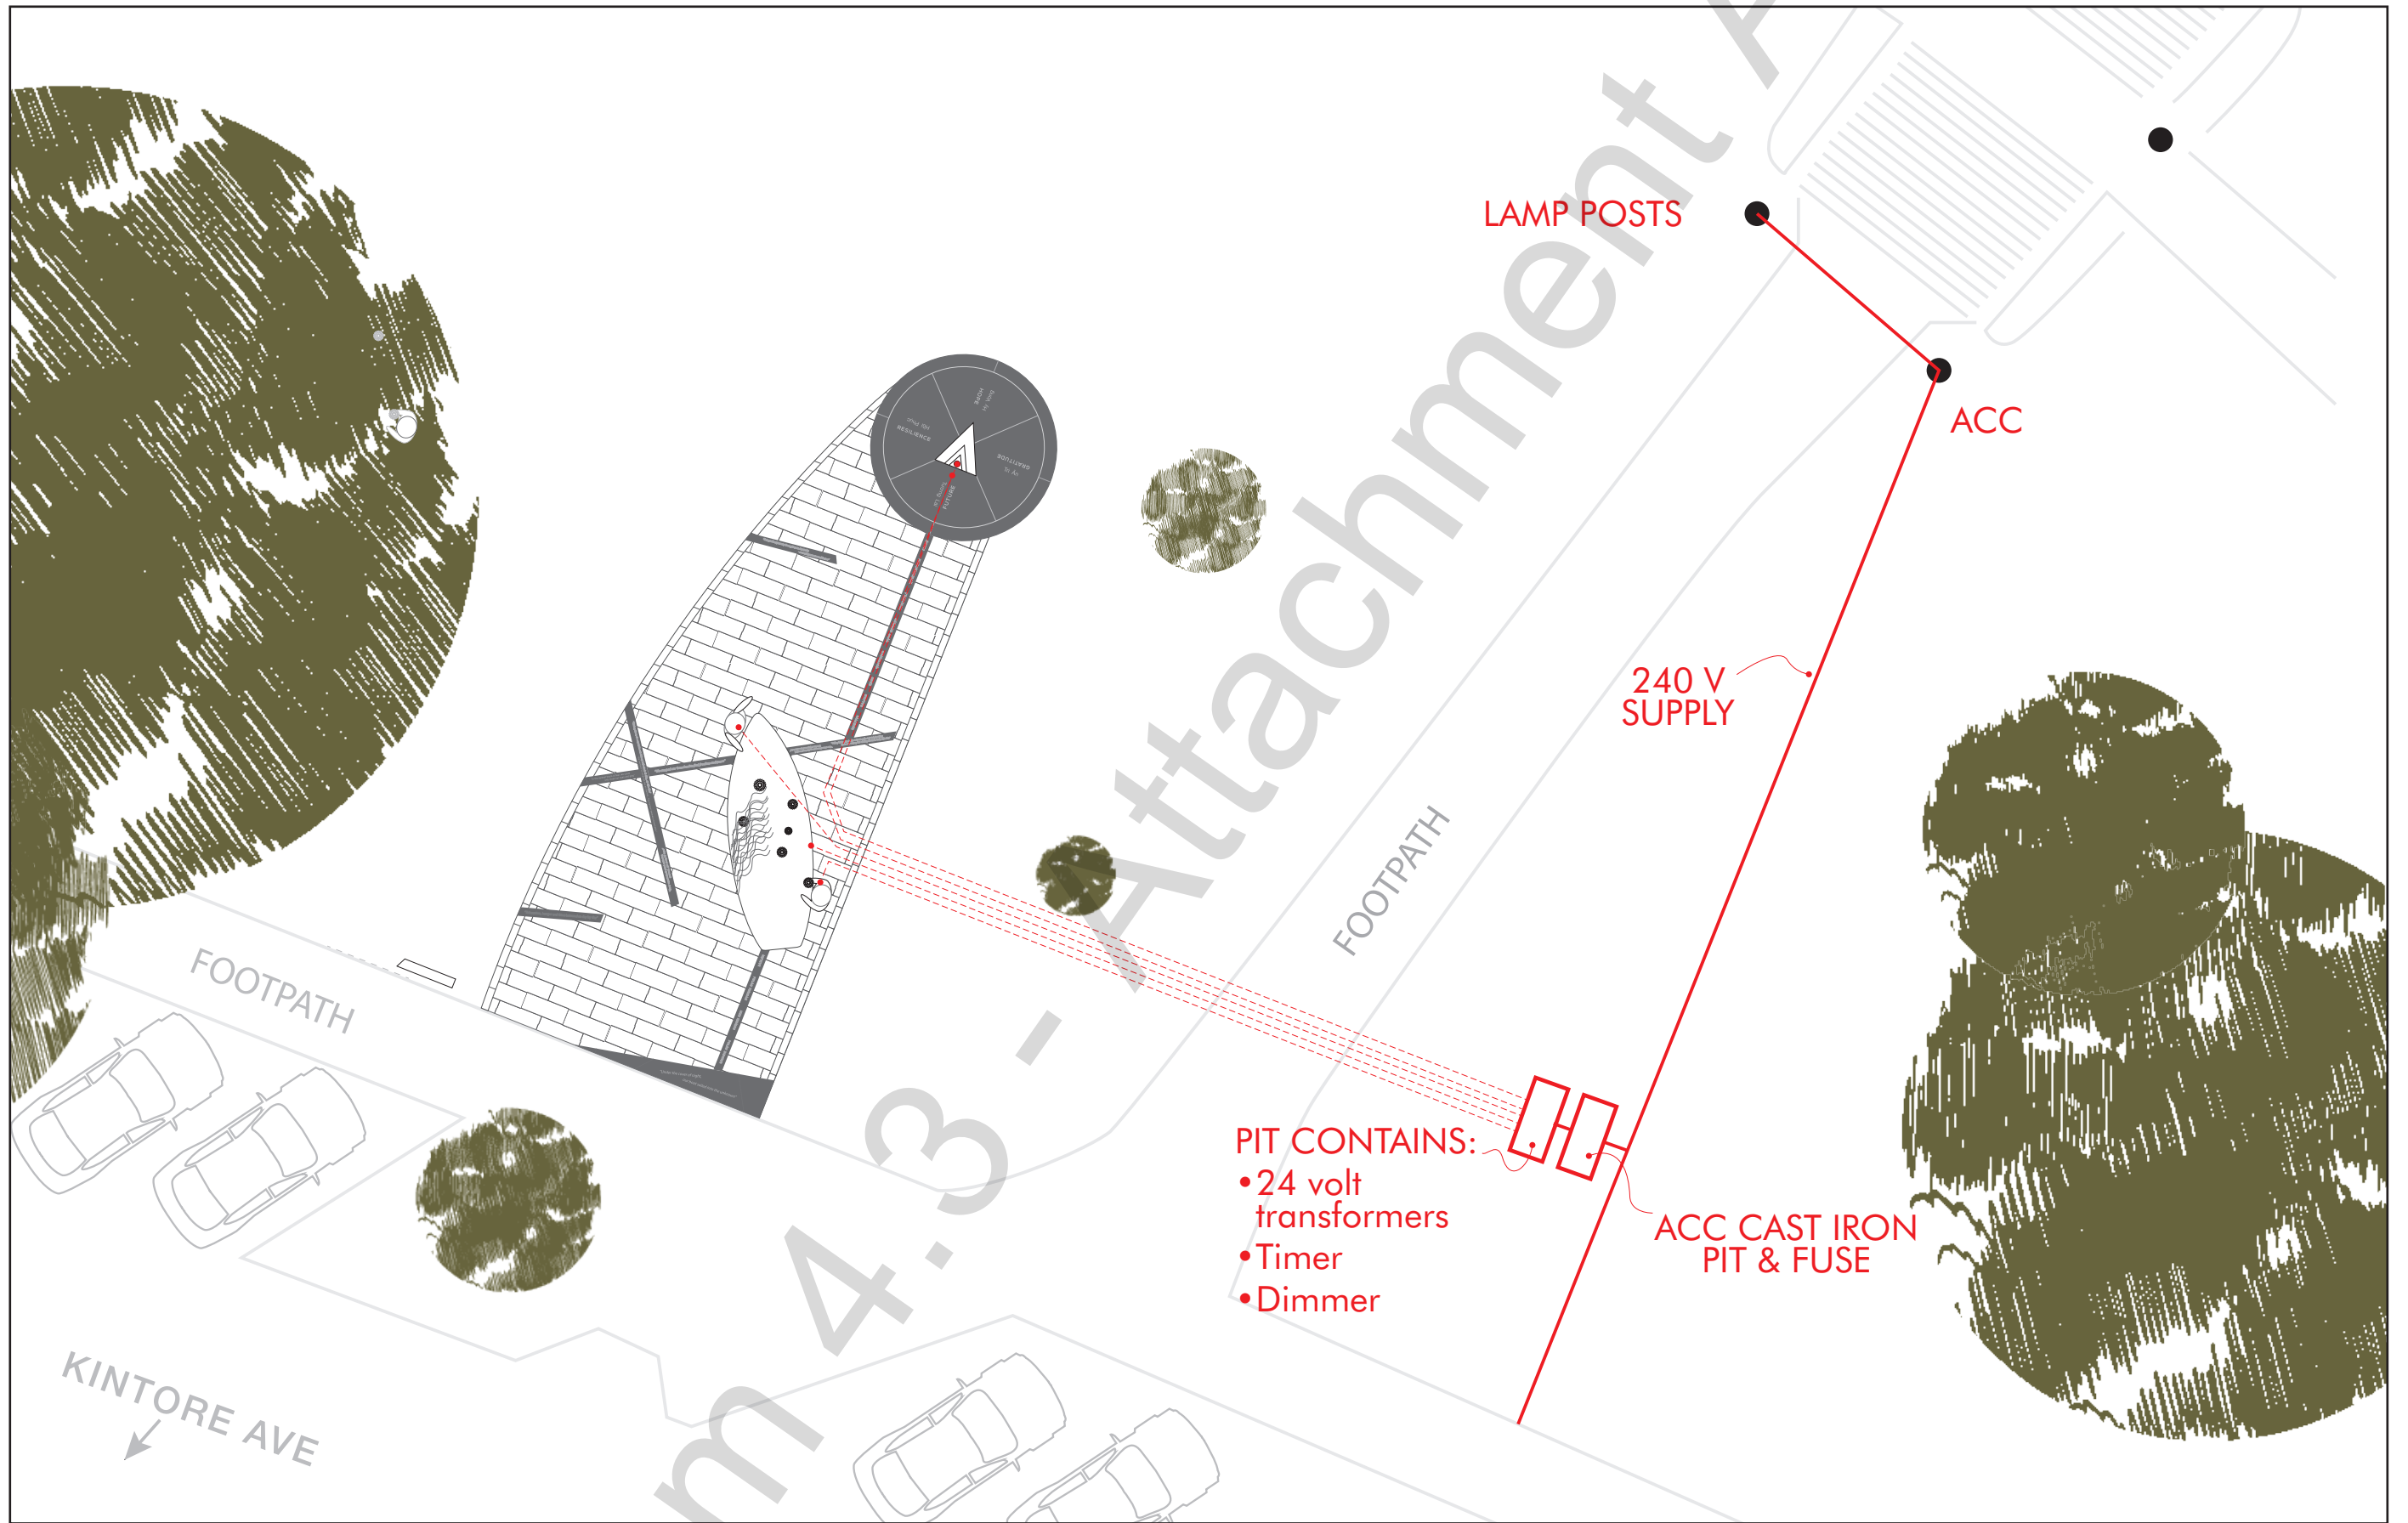 LAMP POSTS
ACC
240 V
SUPPLY
HOPE
RESILIENCE
GRATITUDE
FUTURE
FOOTPATH
FOOTPATH
PIT CONTAINS:
•24 volt
transformers
•Timer
•Dimmer
ACC CAST IRON
PIT & FUSE
KINTORE AVE
m 4.3 - Attachment A